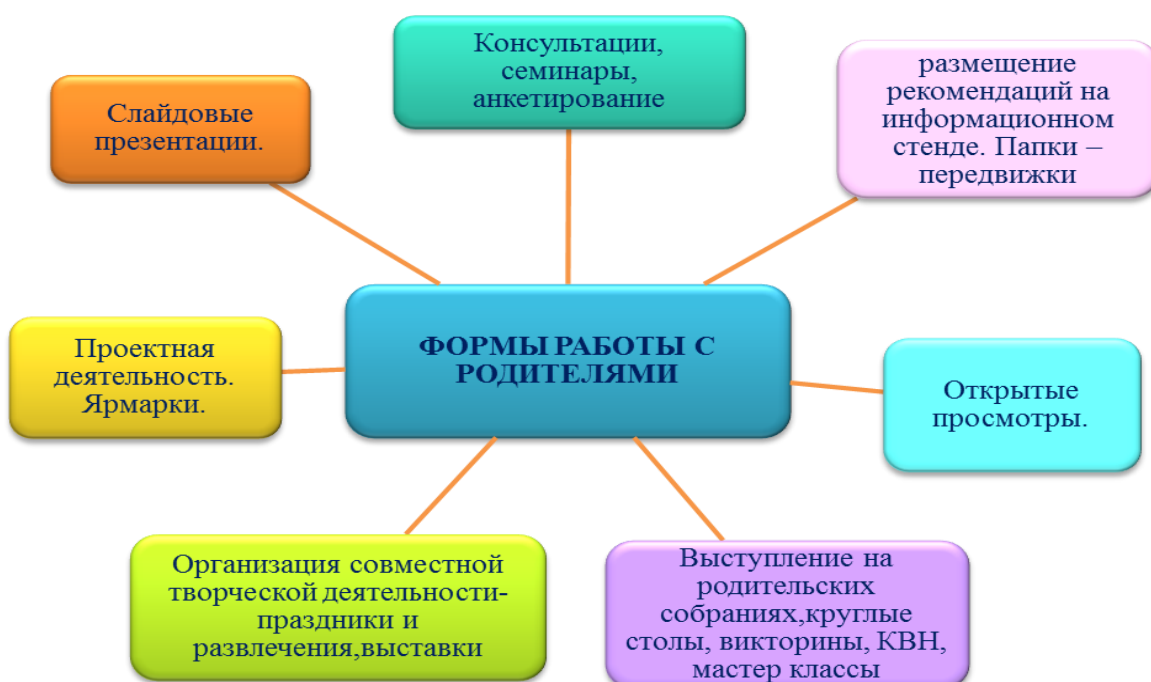 Консультации,
семинары,
анкетирование
размещение
рекомендаций на
информационном
стенде. Папки –
передвижки
Слайдовые
презентации.
ФОРМЫ РАБОТЫ С
РОДИТЕЛЯМИ
Проектная
деятельность.
Ярмарки.
Открытые
просмотры.
Организация совместной
творческой деятельности-
праздники и
развлечения,выставки
Выступление на
родительских
собраниях,круглые
столы, викторины, КВН,
мастер классы